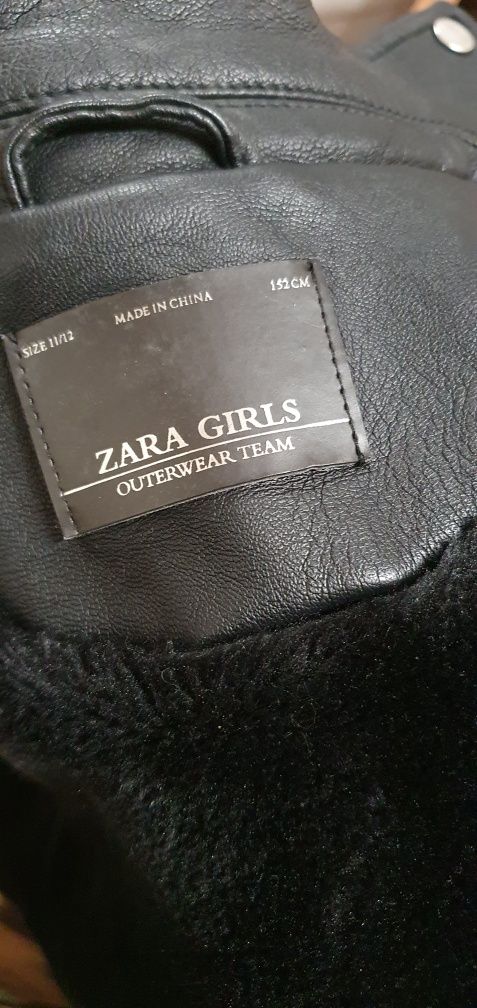 SIZE 11/12
MADE IN CHINA
152 CM
ZARA GIRLS
OUTERWEAR TEAM